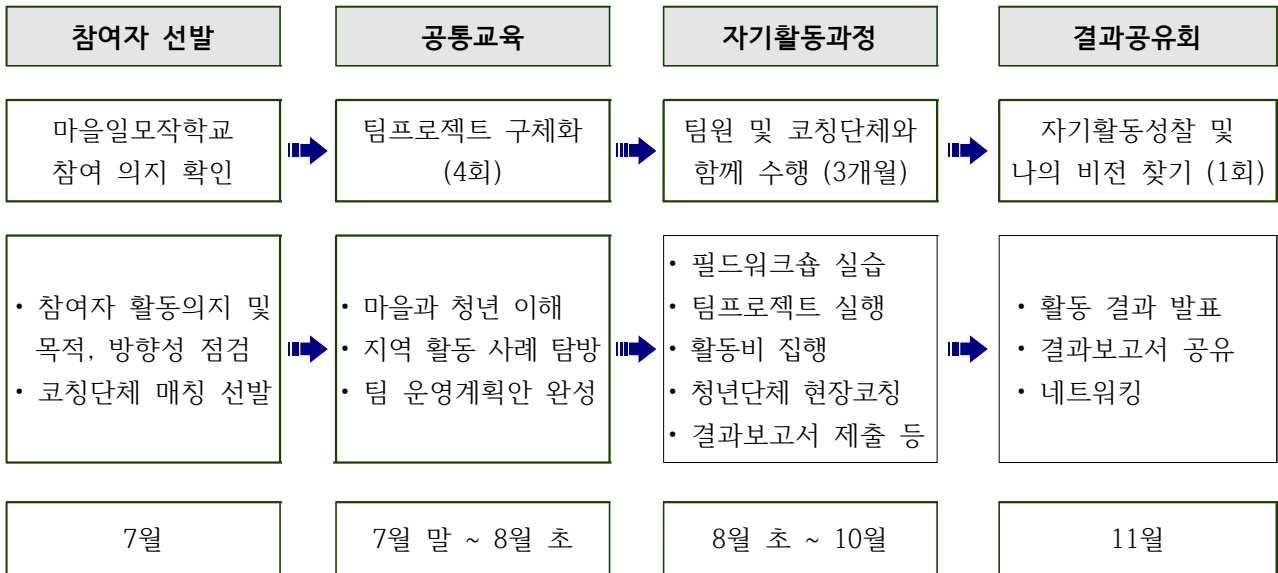 참여자 선발
공통교육
자기활동과정
결과공유회
마을일모작학교
참여 의지 확인
팀프로젝트 구체화
(4회)
팀원 및 코칭단체와
함께 수행 (3개월)
자기활동성찰 및
나의 비전 찾기 (1회)
• 참여자 활동의지 및
목적, 방향성 점검
• 코칭단체 매칭 선발
• 마을과 청년 이해
• 지역 활동 사례 탐방
• 팀 운영계획안 완성
• 필드워크숍 실습
• 팀프로젝트 실행
• 활동비 집행
• 청년단체 현장코칭
• 결과보고서 제출 등
• 활동 결과 발표
• 결과보고서 공유
• 네트워킹
7월
7월 말 ~ 8월 초
8월 초 ~ 10월
11월